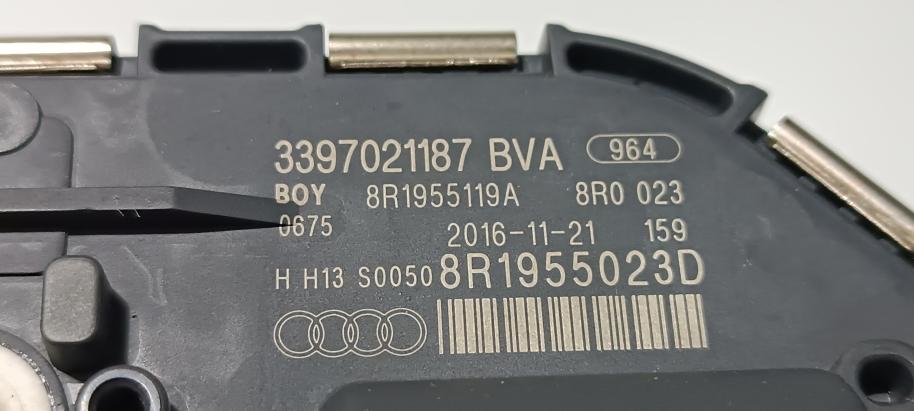 3397021187 BVA 964
BOY 8R1955119A 8R0 023
0675 2016-11-21 159
H H13 S0050 8R1955023D